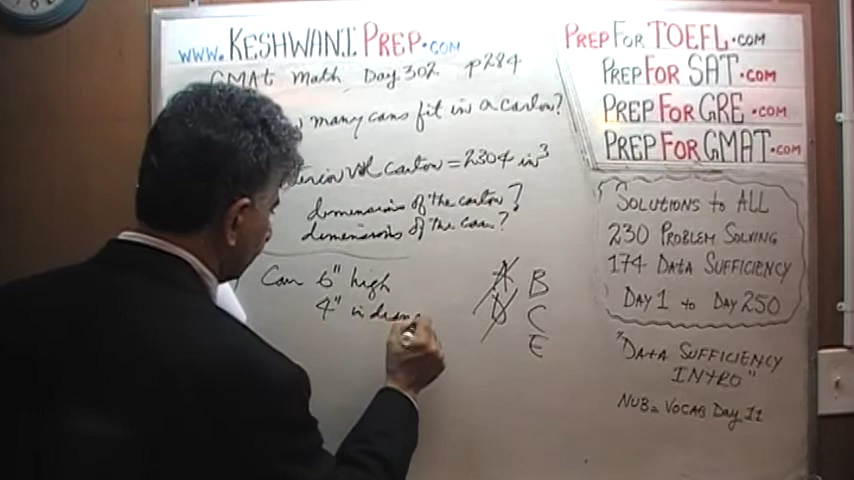 www.KESHWANI PREP.COM
GMAT Math Day 302 p284
many cans fit in a carton?
vol carton = 2304 in³
dimensions of the carton?
dimensions of the can?
Can 6" high
4" in diam
A B
D C
E
PREP FOR TOEFL.COM
PREP FOR SAT.COM
PREP FOR GRE.COM
PREP FOR GMAT.COM
SOLUTIONS TO ALL
230 PROBLEM SOLVING
174 DATA SUFFICIENCY
DAY 1 TO DAY 250
"DATA SUFFICIENCY
INTRO"
VOCAB Day 11